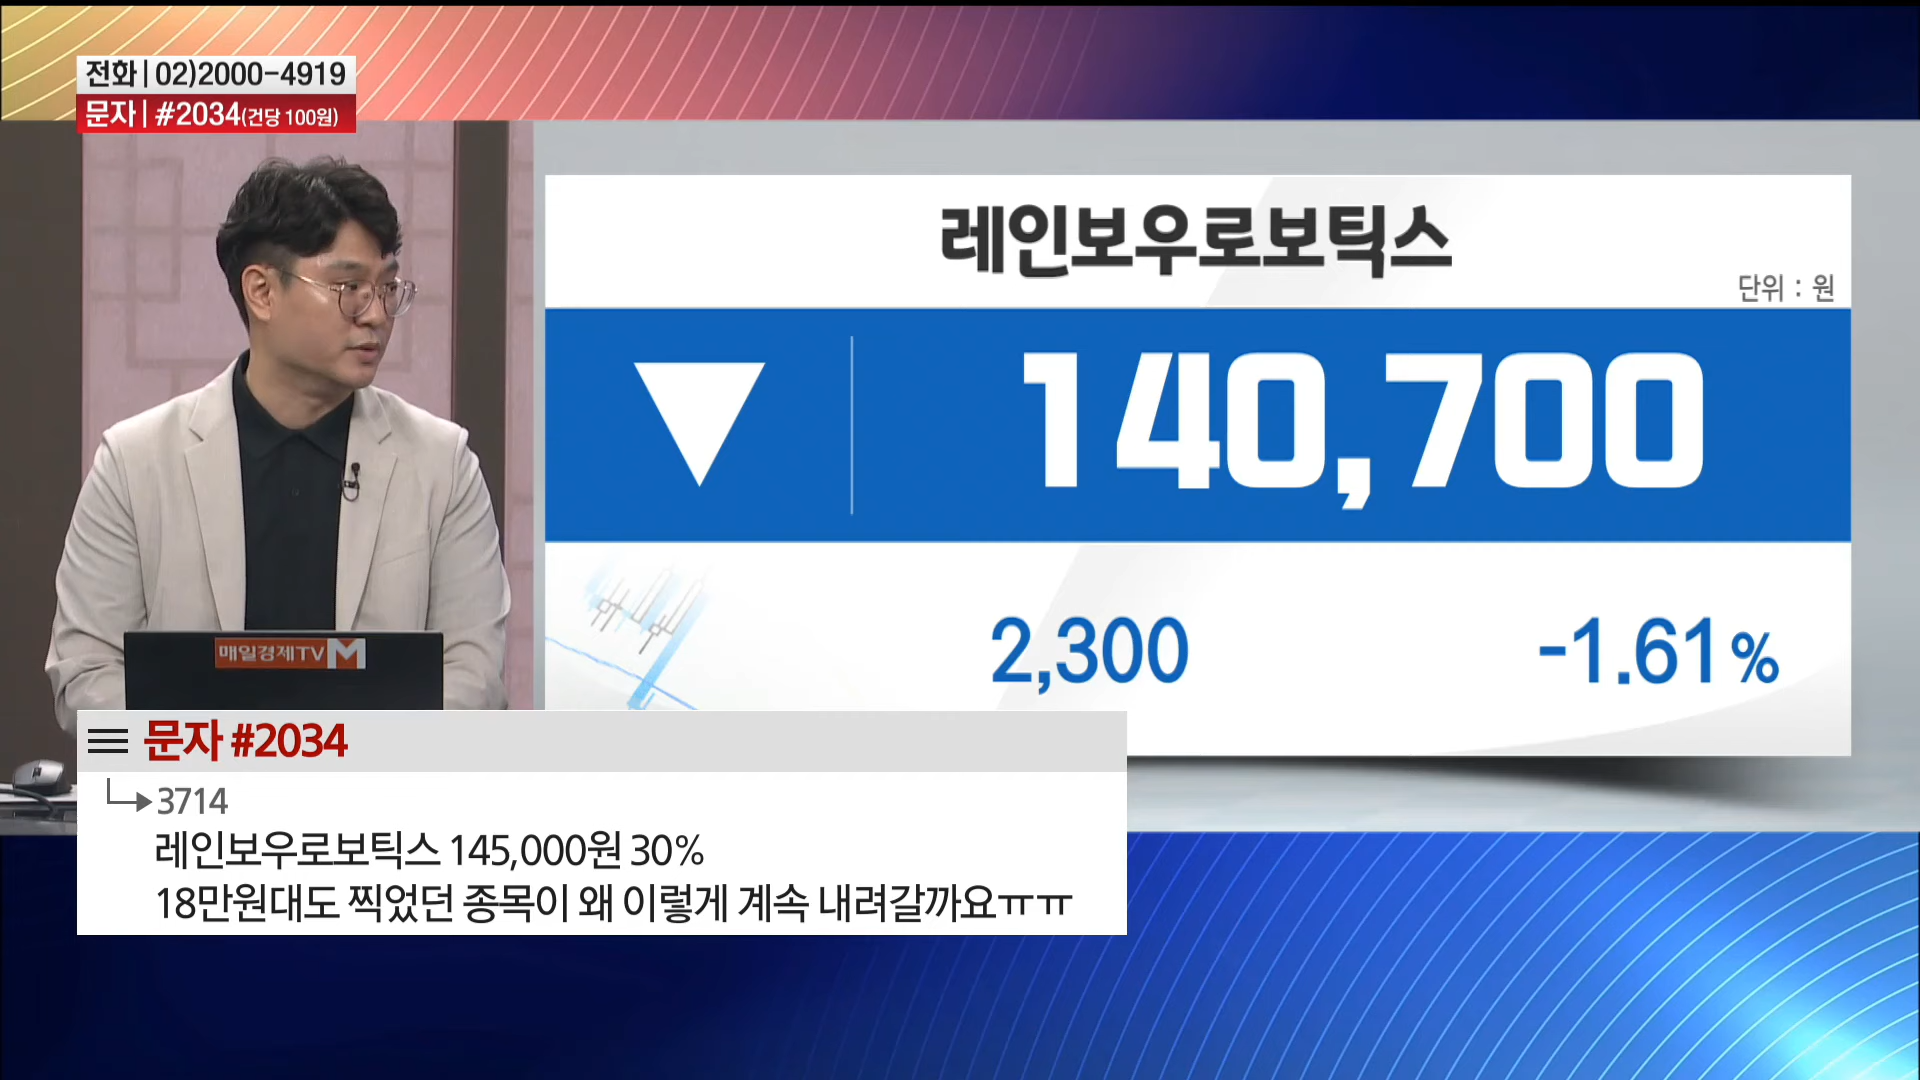 전화 | 02)2000-4919
문자 | #2034(건당 100원)
레인보우로보틱스
단위 : 원
▼ 140,700
2,300 -1.61%
매일경제TV M
문자 #2034
3714
레인보우로보틱스 145,000원 30%
18만원대도 찍었던 종목이 왜 이렇게 계속 내려갈까요ㅠㅠ